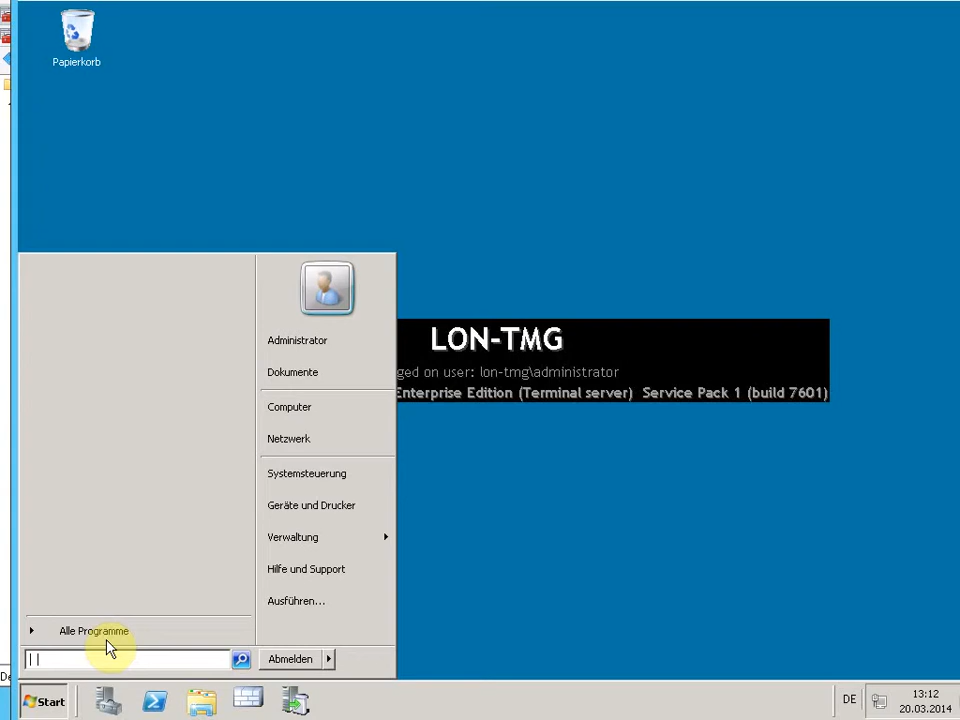 Papierkorb
Administrator
Dokumente
Computer
Netzwerk
Systemsteuerung
Geräte und Drucker
Verwaltung
Hilfe und Support
Ausführen...
Alle Programme
Abmelden
LON-TMG
ged on user: lon-tmg\administrator
Enterprise Edition (Terminal server) Service Pack 1 (build 7601)
De
Start
DE
13:12
20.03.2014